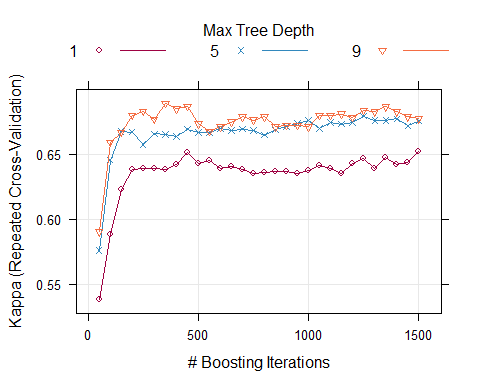 Max Tree Depth
1 5 9
Kappa (Repeated Cross-Validation)
0.65
0.60
0.55
0 500 1000 1500
# Boosting Iterations